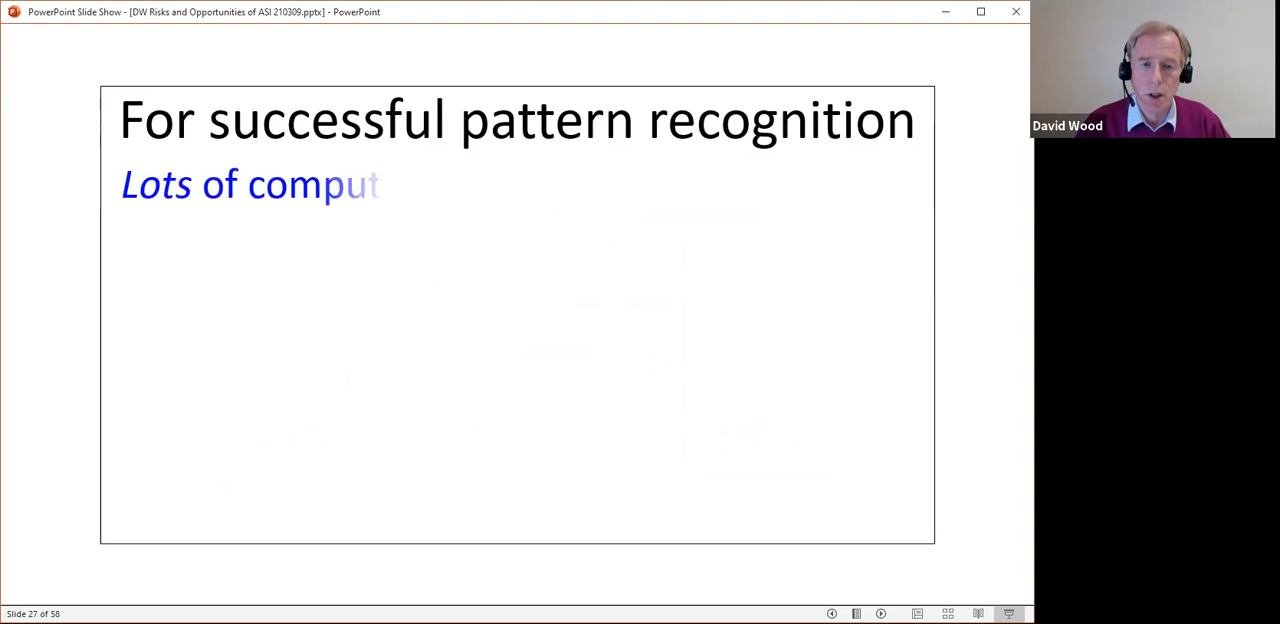 PowerPoint Slide Show - [DW Risks and Opportunities of ASI 210309.pptx] - PowerPoint
For successful pattern recognition
Lots of comput
David Wood
Slide 27 of 58